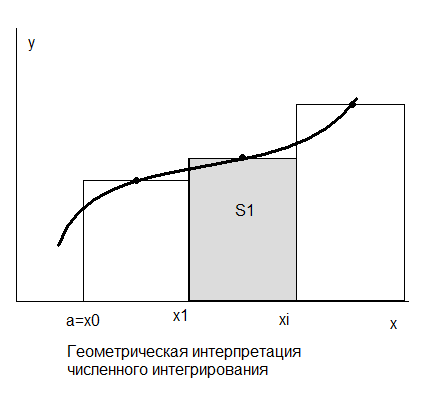 y
S1
a=x0
x1
xi
x
Геометрическая интерпретация
численного интегрирования